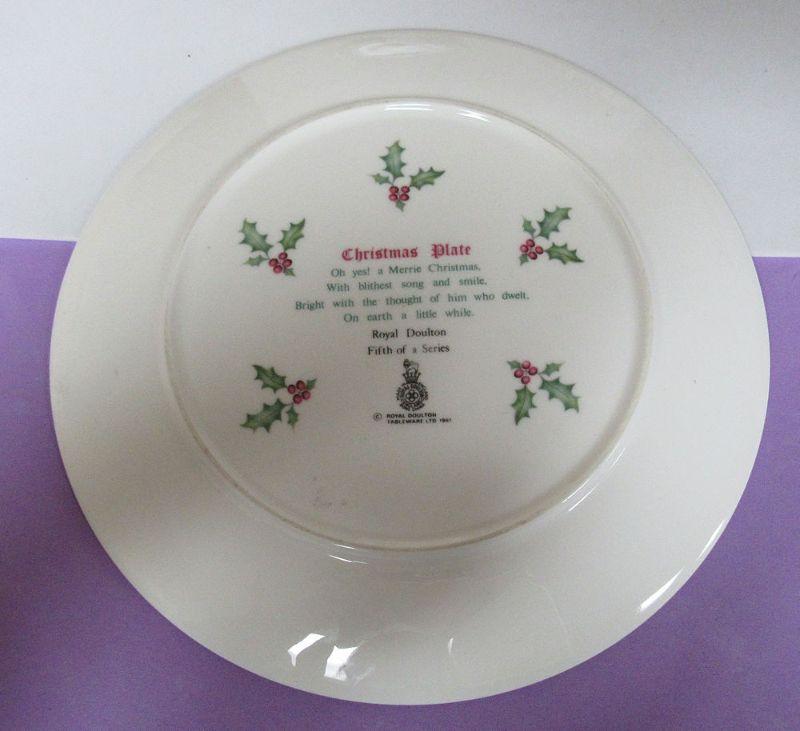 Christmas Plate
Oh yes! a Merrie Christmas,
With blithest song and smile,
Bright with the thought of him who dwelt,
On earth a little while.
Royal Doulton
Fifth of a Series
© ROYAL DOULTON
TABLEWARE LTD 1981